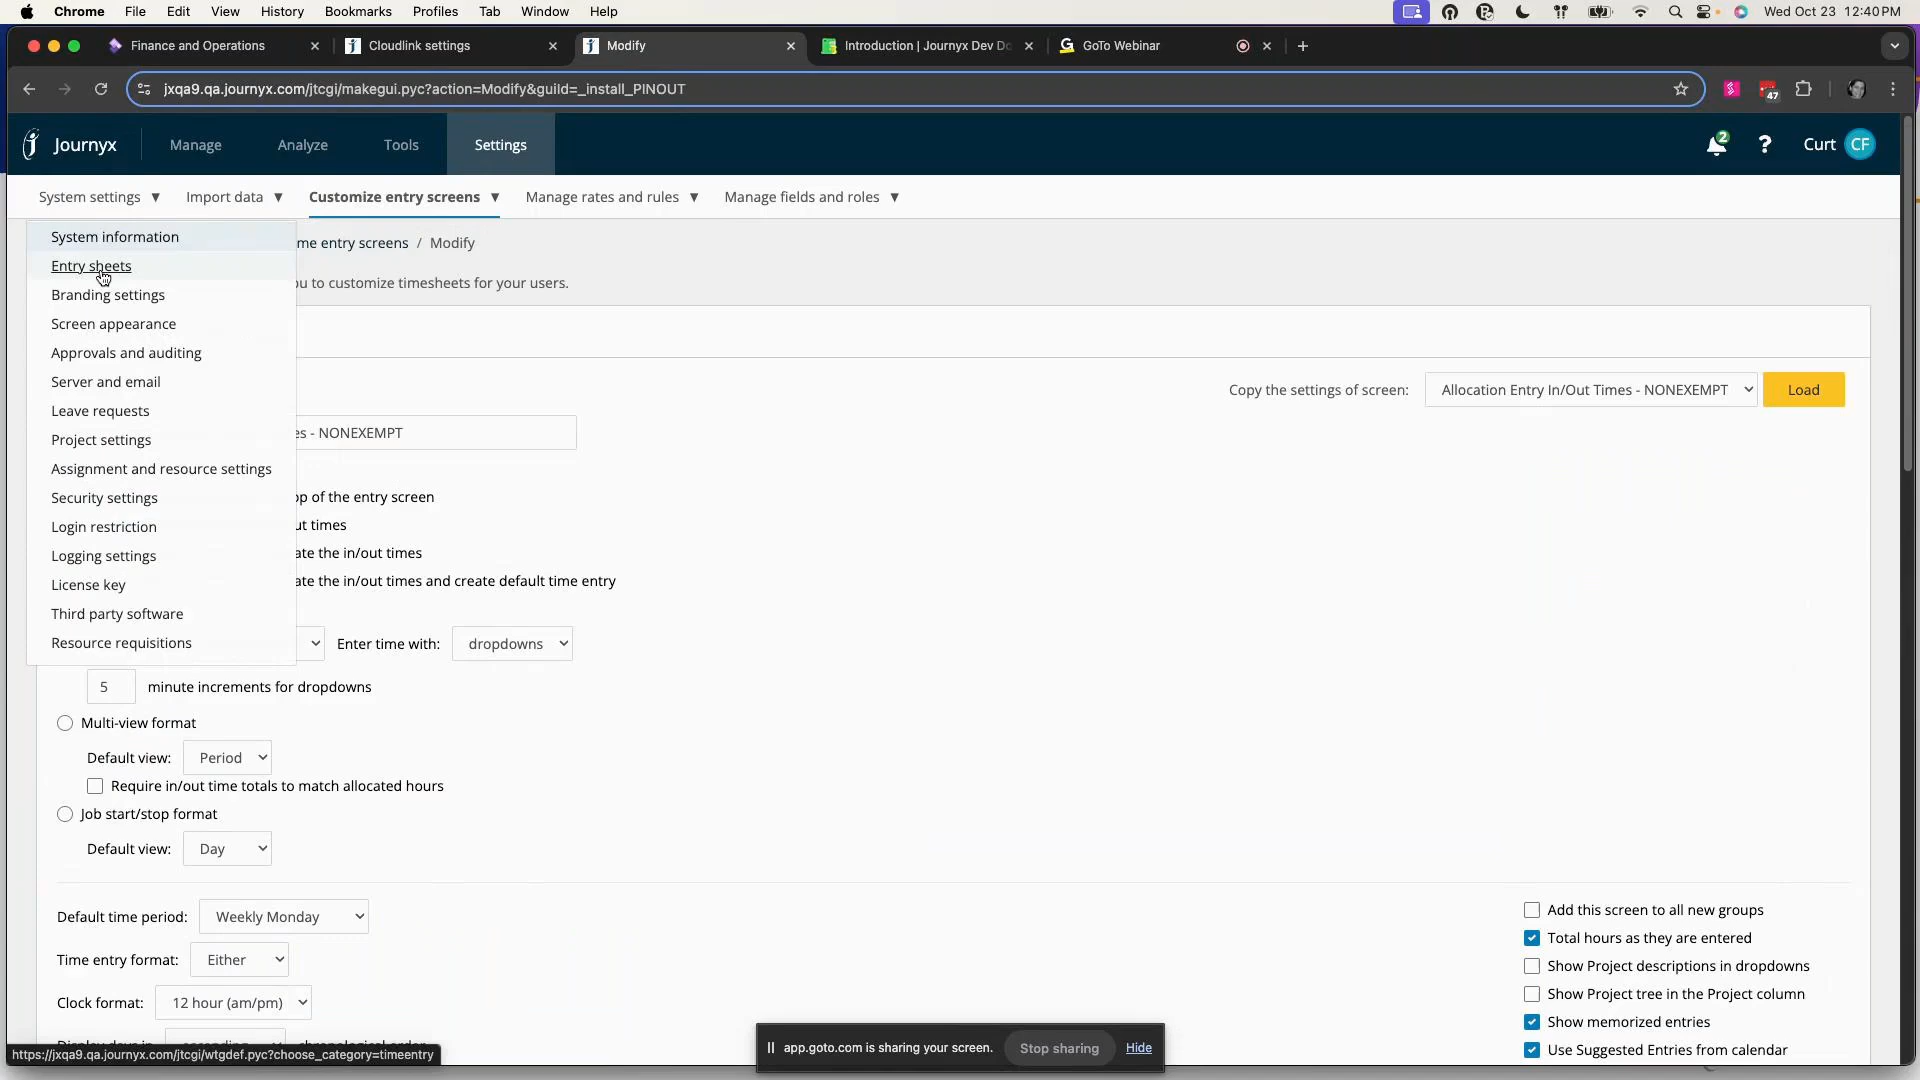 Chrome File Edit View History Bookmarks Profiles Tab Window Help Wed Oct 23 12:40 PM
Finance and Operations Cloudlink settings Modify Introduction | Journyx Dev Do GoTo Webinar
jxqa9.qa.journyx.com/jtcgi/makegui.pyc?action=Modify&guild=_install_PINOUT 47
Journyx Manage Analyze Tools Settings 2 ? Curt CF
System settings Import data Customize entry screens Manage rates and rules Manage fields and roles
System information
me entry screens / Modify
Entry sheets
ou to customize timesheets for your users.
Branding settings
Screen appearance
Approvals and auditing
Server and email
Copy the settings of screen: Allocation Entry In/Out Times - NONEXEMPT Load
Leave requests
es - NONEXEMPT
Project settings
Assignment and resource settings
Security settings
op of the entry screen
Login restriction
ut times
Logging settings
ate the in/out times
License key
ate the in/out times and create default time entry
Third party software
Resource requisitions
Enter time with: dropdowns
5 minute increments for dropdowns
Multi-view format
Default view: Period
Require in/out time totals to match allocated hours
Job start/stop format
Default view: Day
Default time period: Weekly Monday
Add this screen to all new groups
Total hours as they are entered
Time entry format: Either
Show Project descriptions in dropdowns
Show Project tree in the Project column
Clock format: 12 hour (am/pm)
Show memorized entries
Use Suggested Entries from calendar
app.goto.com is sharing your screen. Stop sharing Hide
https://jxqa9.qa.journyx.com/jtcgi/wtgdef.pyc?choose_category=timeentry